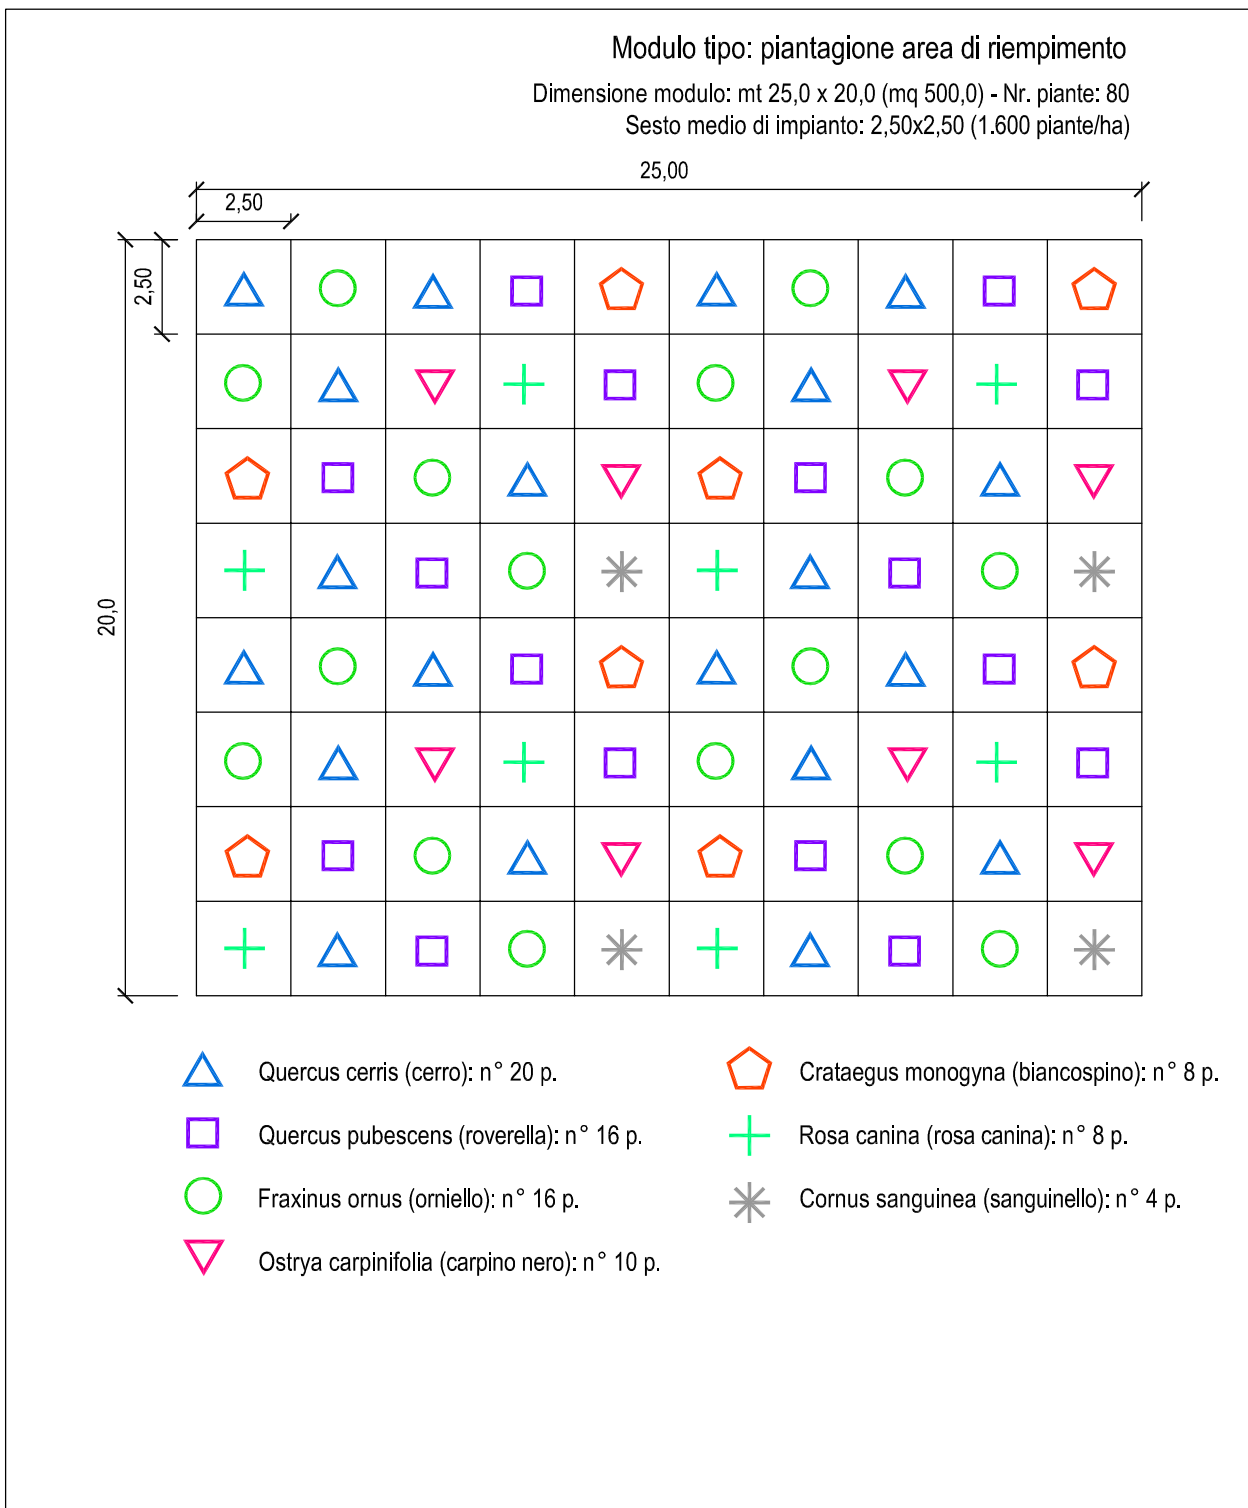 Modulo tipo: piantagione area di riempimento
Dimensione modulo: mt 25,0 x 20,0 (mq 500,0) - Nr. piante: 80
Sesto medio di impianto: 2,50x2,50 (1.600 piante/ha)
25,00
2,50
2,50
20,0
Quercus cerris (cerro): n° 20 p.
Quercus pubescens (roverella): n° 16 p.
Fraxinus ornus (orniello): n° 16 p.
Ostrya carpinifolia (carpino nero): n° 10 p.
Crataegus monogyna (biancospino): n° 8 p.
Rosa canina (rosa canina): n° 8 p.
Cornus sanguinea (sanguinello): n° 4 p.